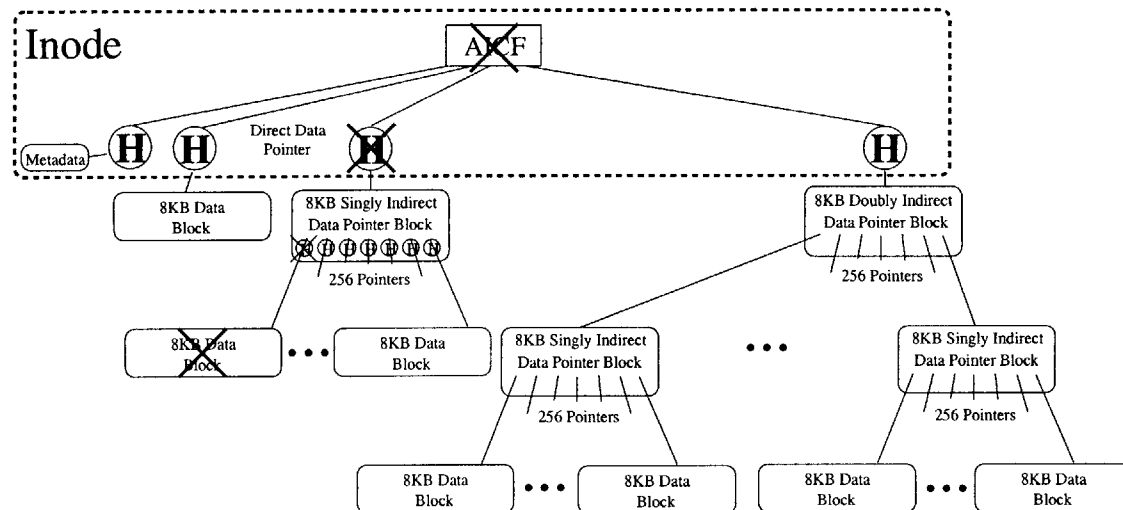 Inode
AICF
Direct Data
Pointer
Metadata
H
H
H
H
8KB Data
Block
8KB Singly Indirect
Data Pointer Block
H H H H H H H
256 Pointers
8KB Doubly Indirect
Data Pointer Block
256 Pointers
8KB Data
Block
8KB Data
Block
8KB Singly Indirect
Data Pointer Block
256 Pointers
8KB Singly Indirect
Data Pointer Block
256 Pointers
8KB Data
Block
8KB Data
Block
8KB Data
Block
8KB Data
Block